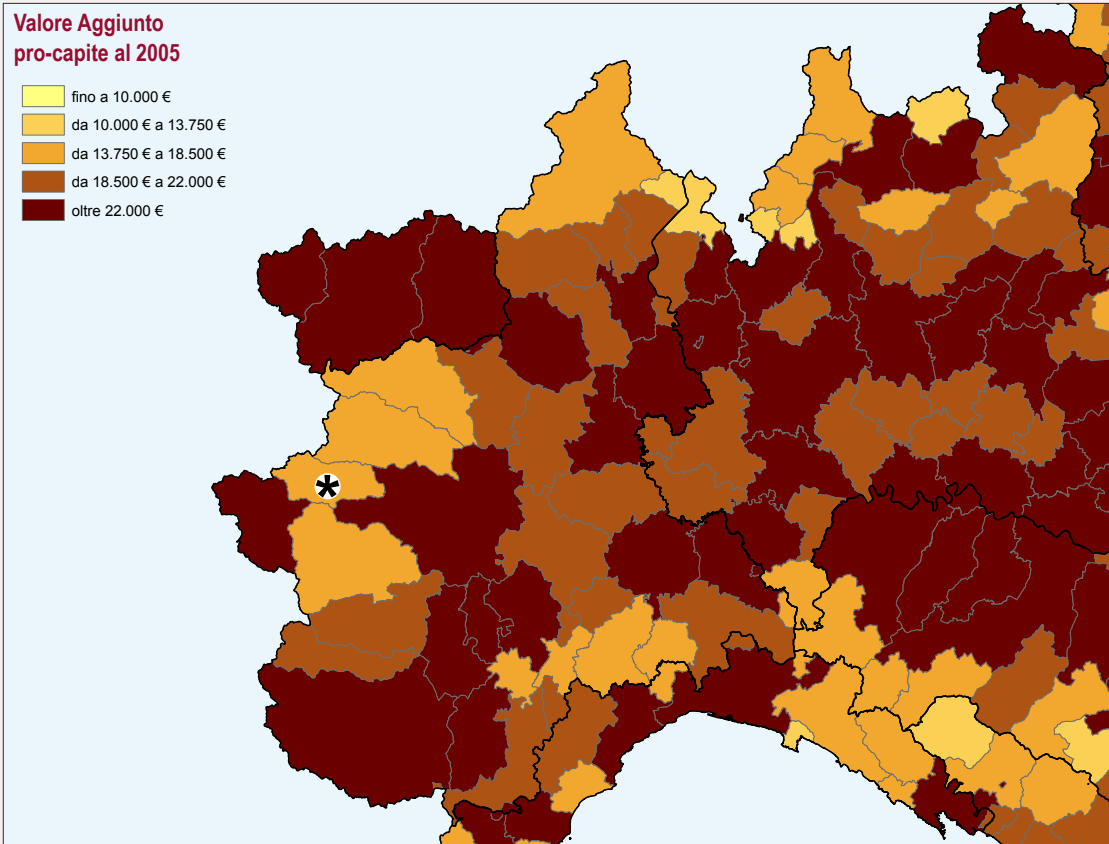 Valore Aggiunto
pro-capite al 2005
fino a 10.000 €
da 10.000 € a 13.750 €
da 13.750 € a 18.500 €
da 18.500 € a 22.000 €
oltre 22.000 €
*